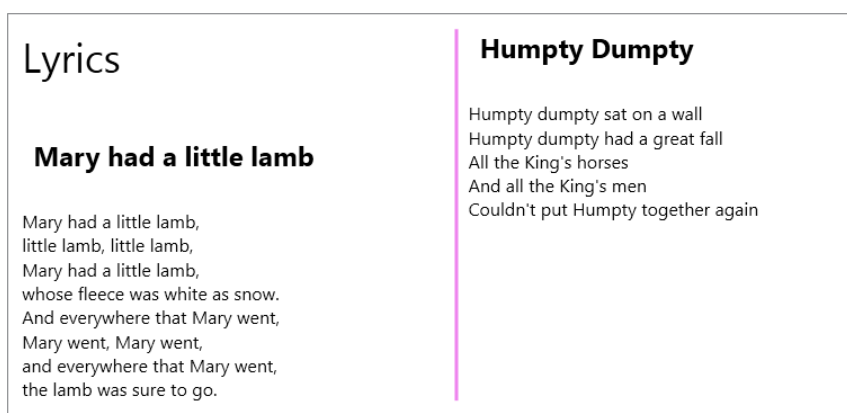 Lyrics
Mary had a little lamb
Mary had a little lamb,
little lamb, little lamb,
Mary had a little lamb,
whose fleece was white as snow.
And everywhere that Mary went,
Mary went, Mary went,
and everywhere that Mary went,
the lamb was sure to go.
Humpty Dumpty
Humpty dumpty sat on a wall
Humpty dumpty had a great fall
All the King's horses
And all the King's men
Couldn't put Humpty together again